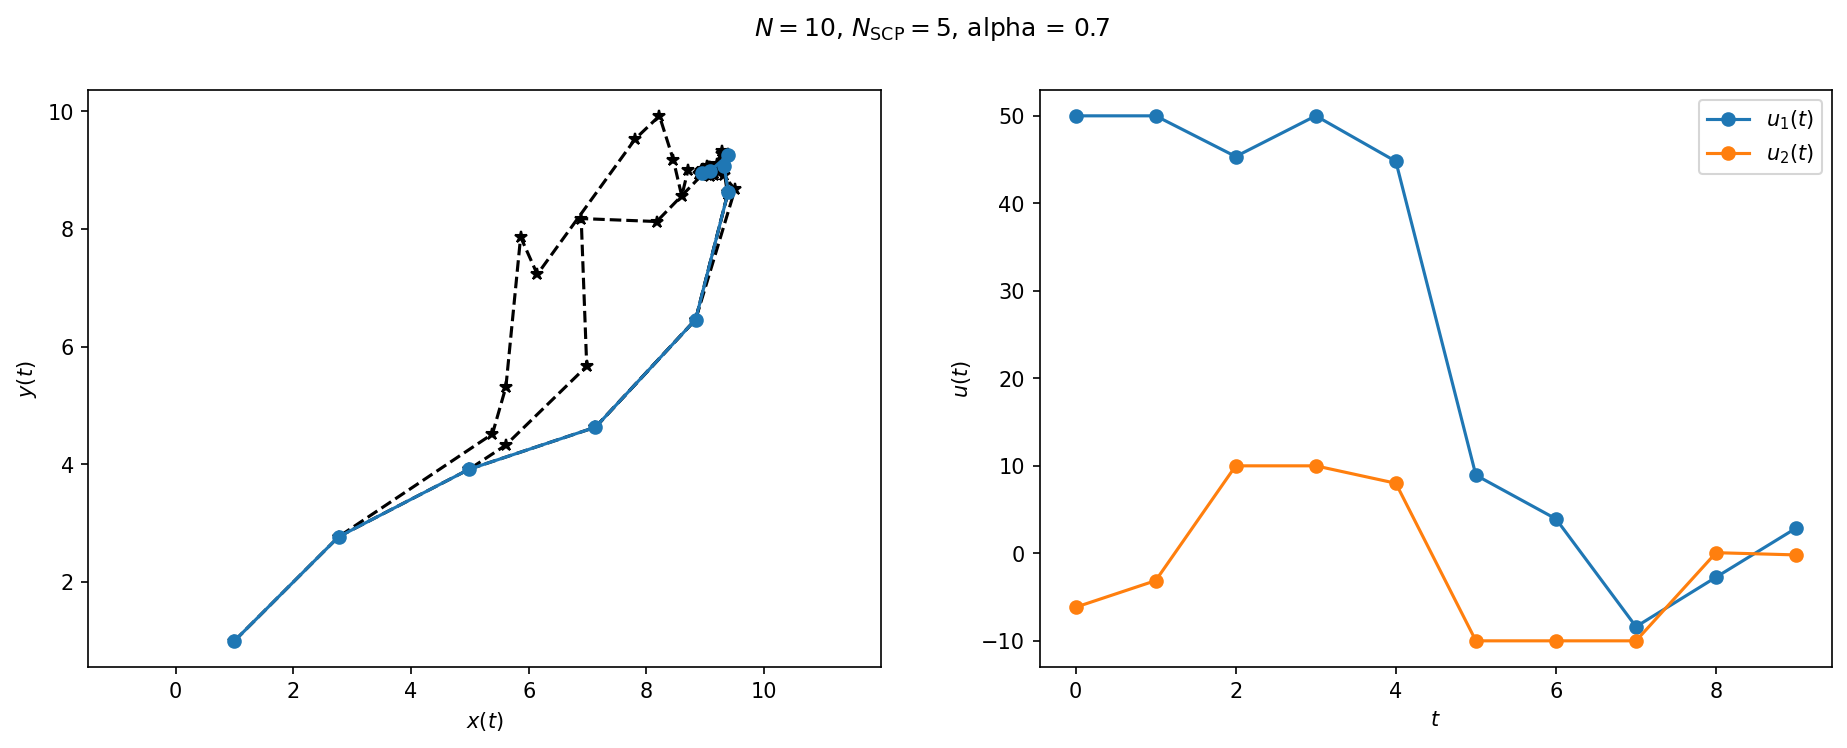 N = 10, N_SCP = 5, alpha = 0.7
10
8
6
4
2
y(t)
0 2 4 6 8 10
x(t)
50
40
30
20
10
0
−10
u(t)
0 2 4 6 8
t
u₁(t)
u₂(t)